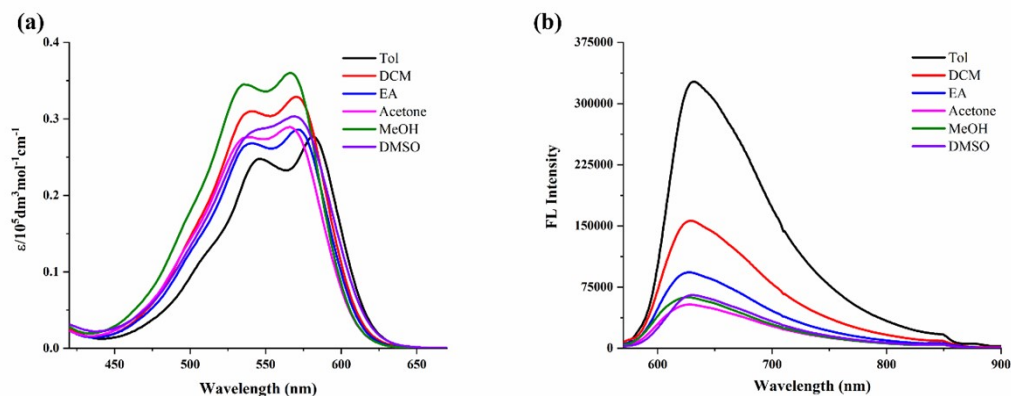 (a)
0.4
0.3
0.2
0.1
0.0
ε/10⁵dm³mol⁻¹cm⁻¹
450
500
550
600
650
Wavelength (nm)
Tol
DCM
EA
Acetone
MeOH
DMSO
(b)
375000
300000
225000
150000
75000
0
FL Intensity
600
700
800
900
Wavelength (nm)
Tol
DCM
EA
Acetone
MeOH
DMSO